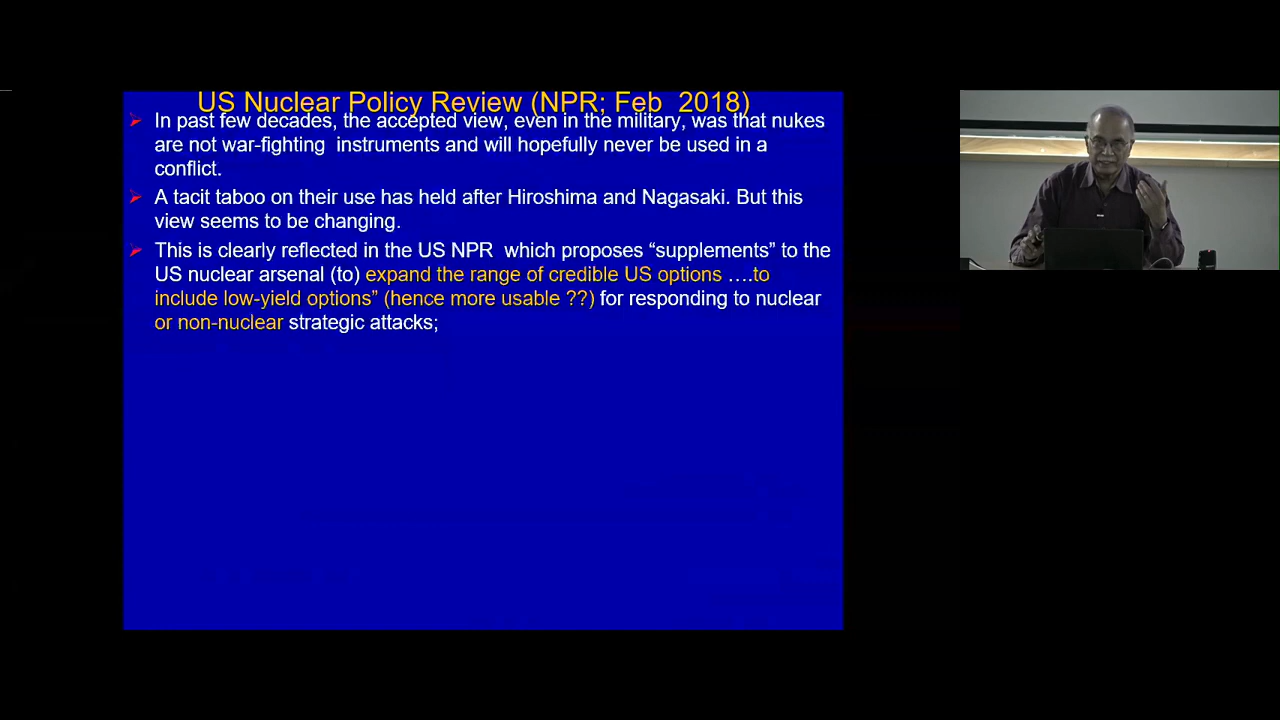 US Nuclear Policy Review (NPR; Feb 2018)
In past few decades, the accepted view, even in the military, was that nukes
are not war-fighting instruments and will hopefully never be used in a
conflict.
A tacit taboo on their use has held after Hiroshima and Nagasaki. But this
view seems to be changing.
This is clearly reflected in the US NPR which proposes “supplements” to the
US nuclear arsenal (to) expand the range of credible US options ….to
include low-yield options” (hence more usable ??) for responding to nuclear
or non-nuclear strategic attacks;